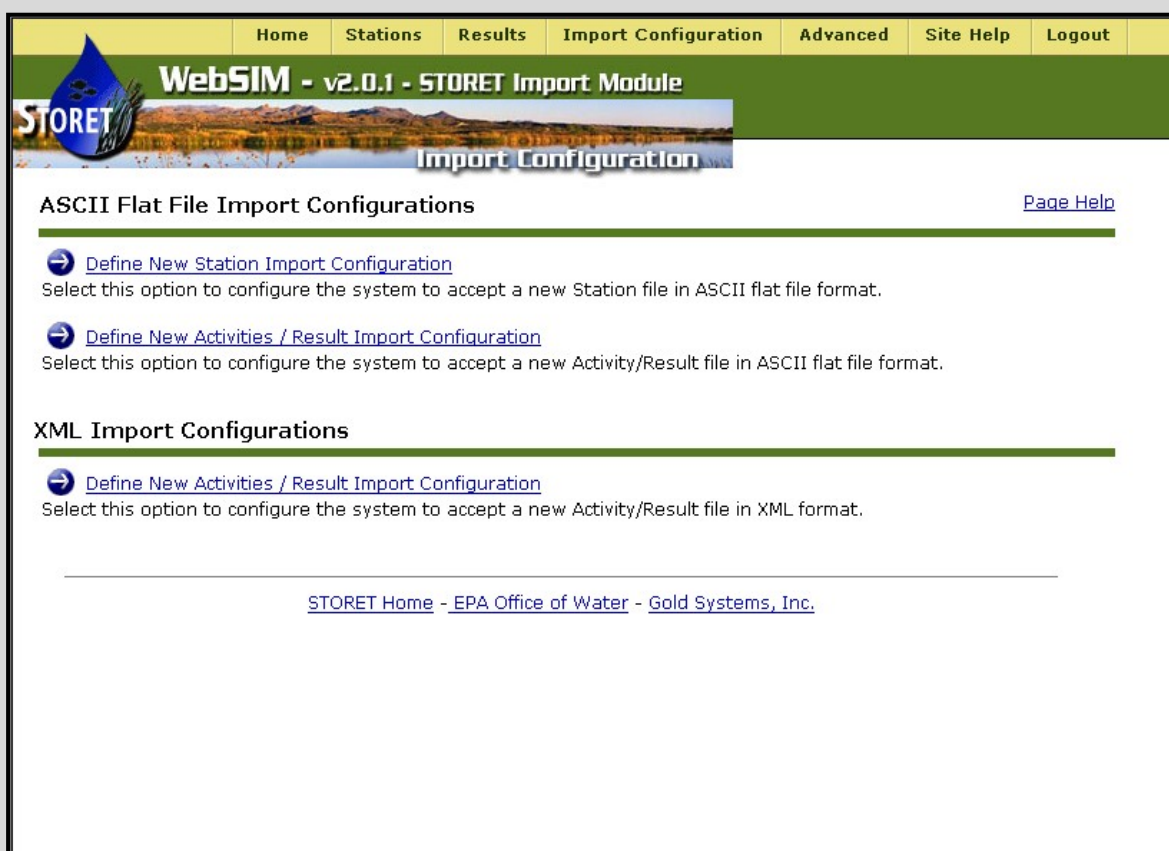 Home Stations Results Import Configuration Advanced Site Help Logout
WebSIM - v2.0.1 - STORET Import Module
STORET
Import Configuration
ASCII Flat File Import Configurations
Page Help
Define New Station Import Configuration
Select this option to configure the system to accept a new Station file in ASCII flat file format.
Define New Activities / Result Import Configuration
Select this option to configure the system to accept a new Activity/Result file in ASCII flat file format.
XML Import Configurations
Define New Activities / Result Import Configuration
Select this option to configure the system to accept a new Activity/Result file in XML format.
STORET Home - EPA Office of Water - Gold Systems, Inc.